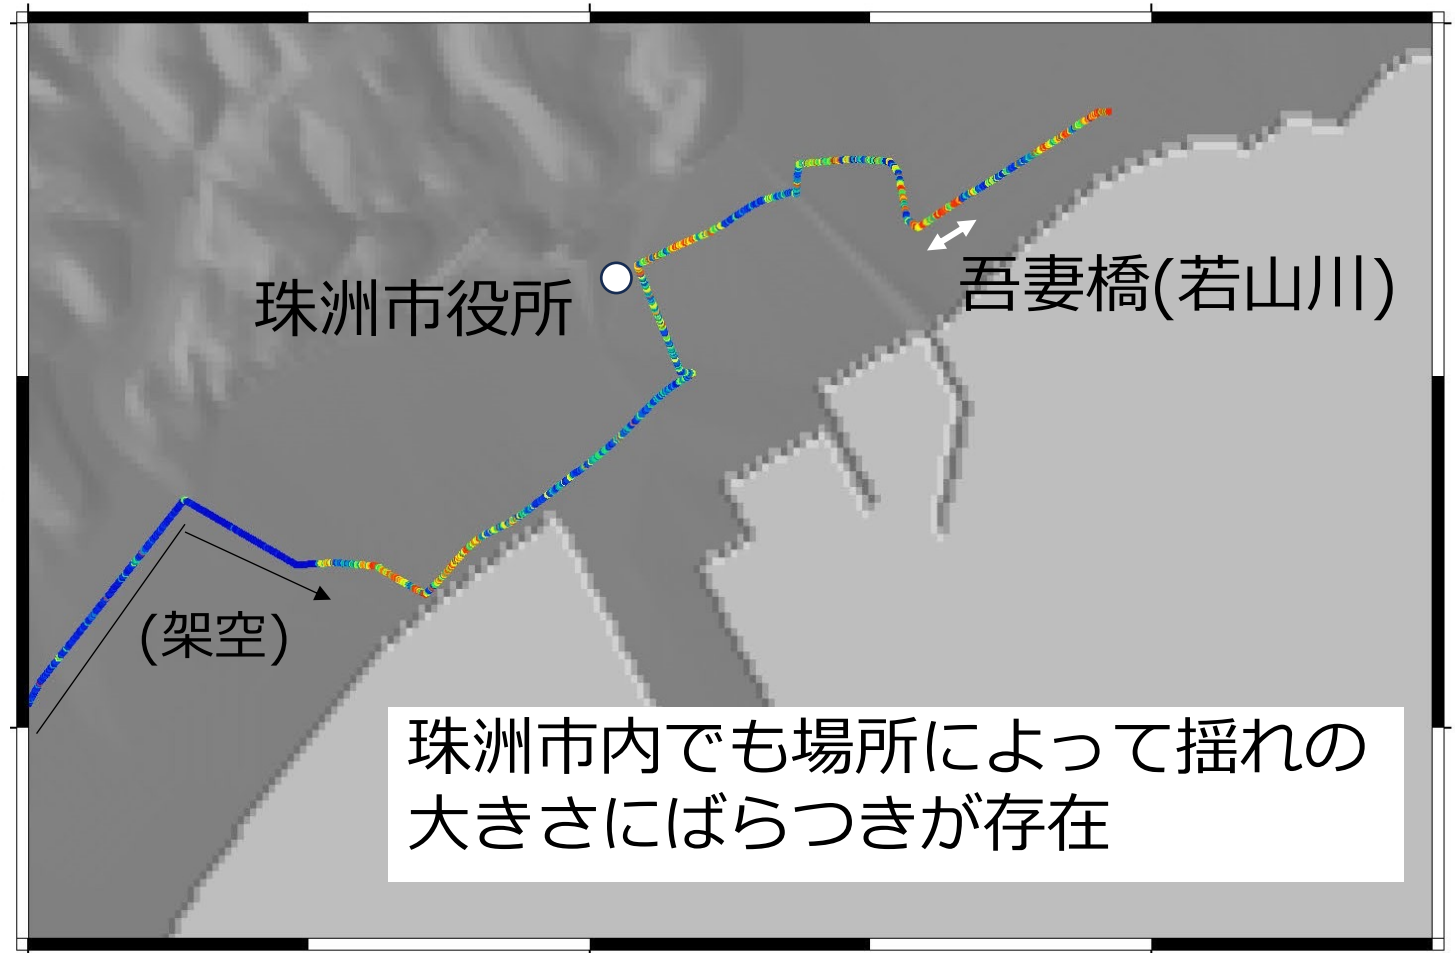 珠洲市役所
吾妻橋(若山川)
(架空)
珠洲市内でも場所によって揺れの
大きさにばらつきが存在